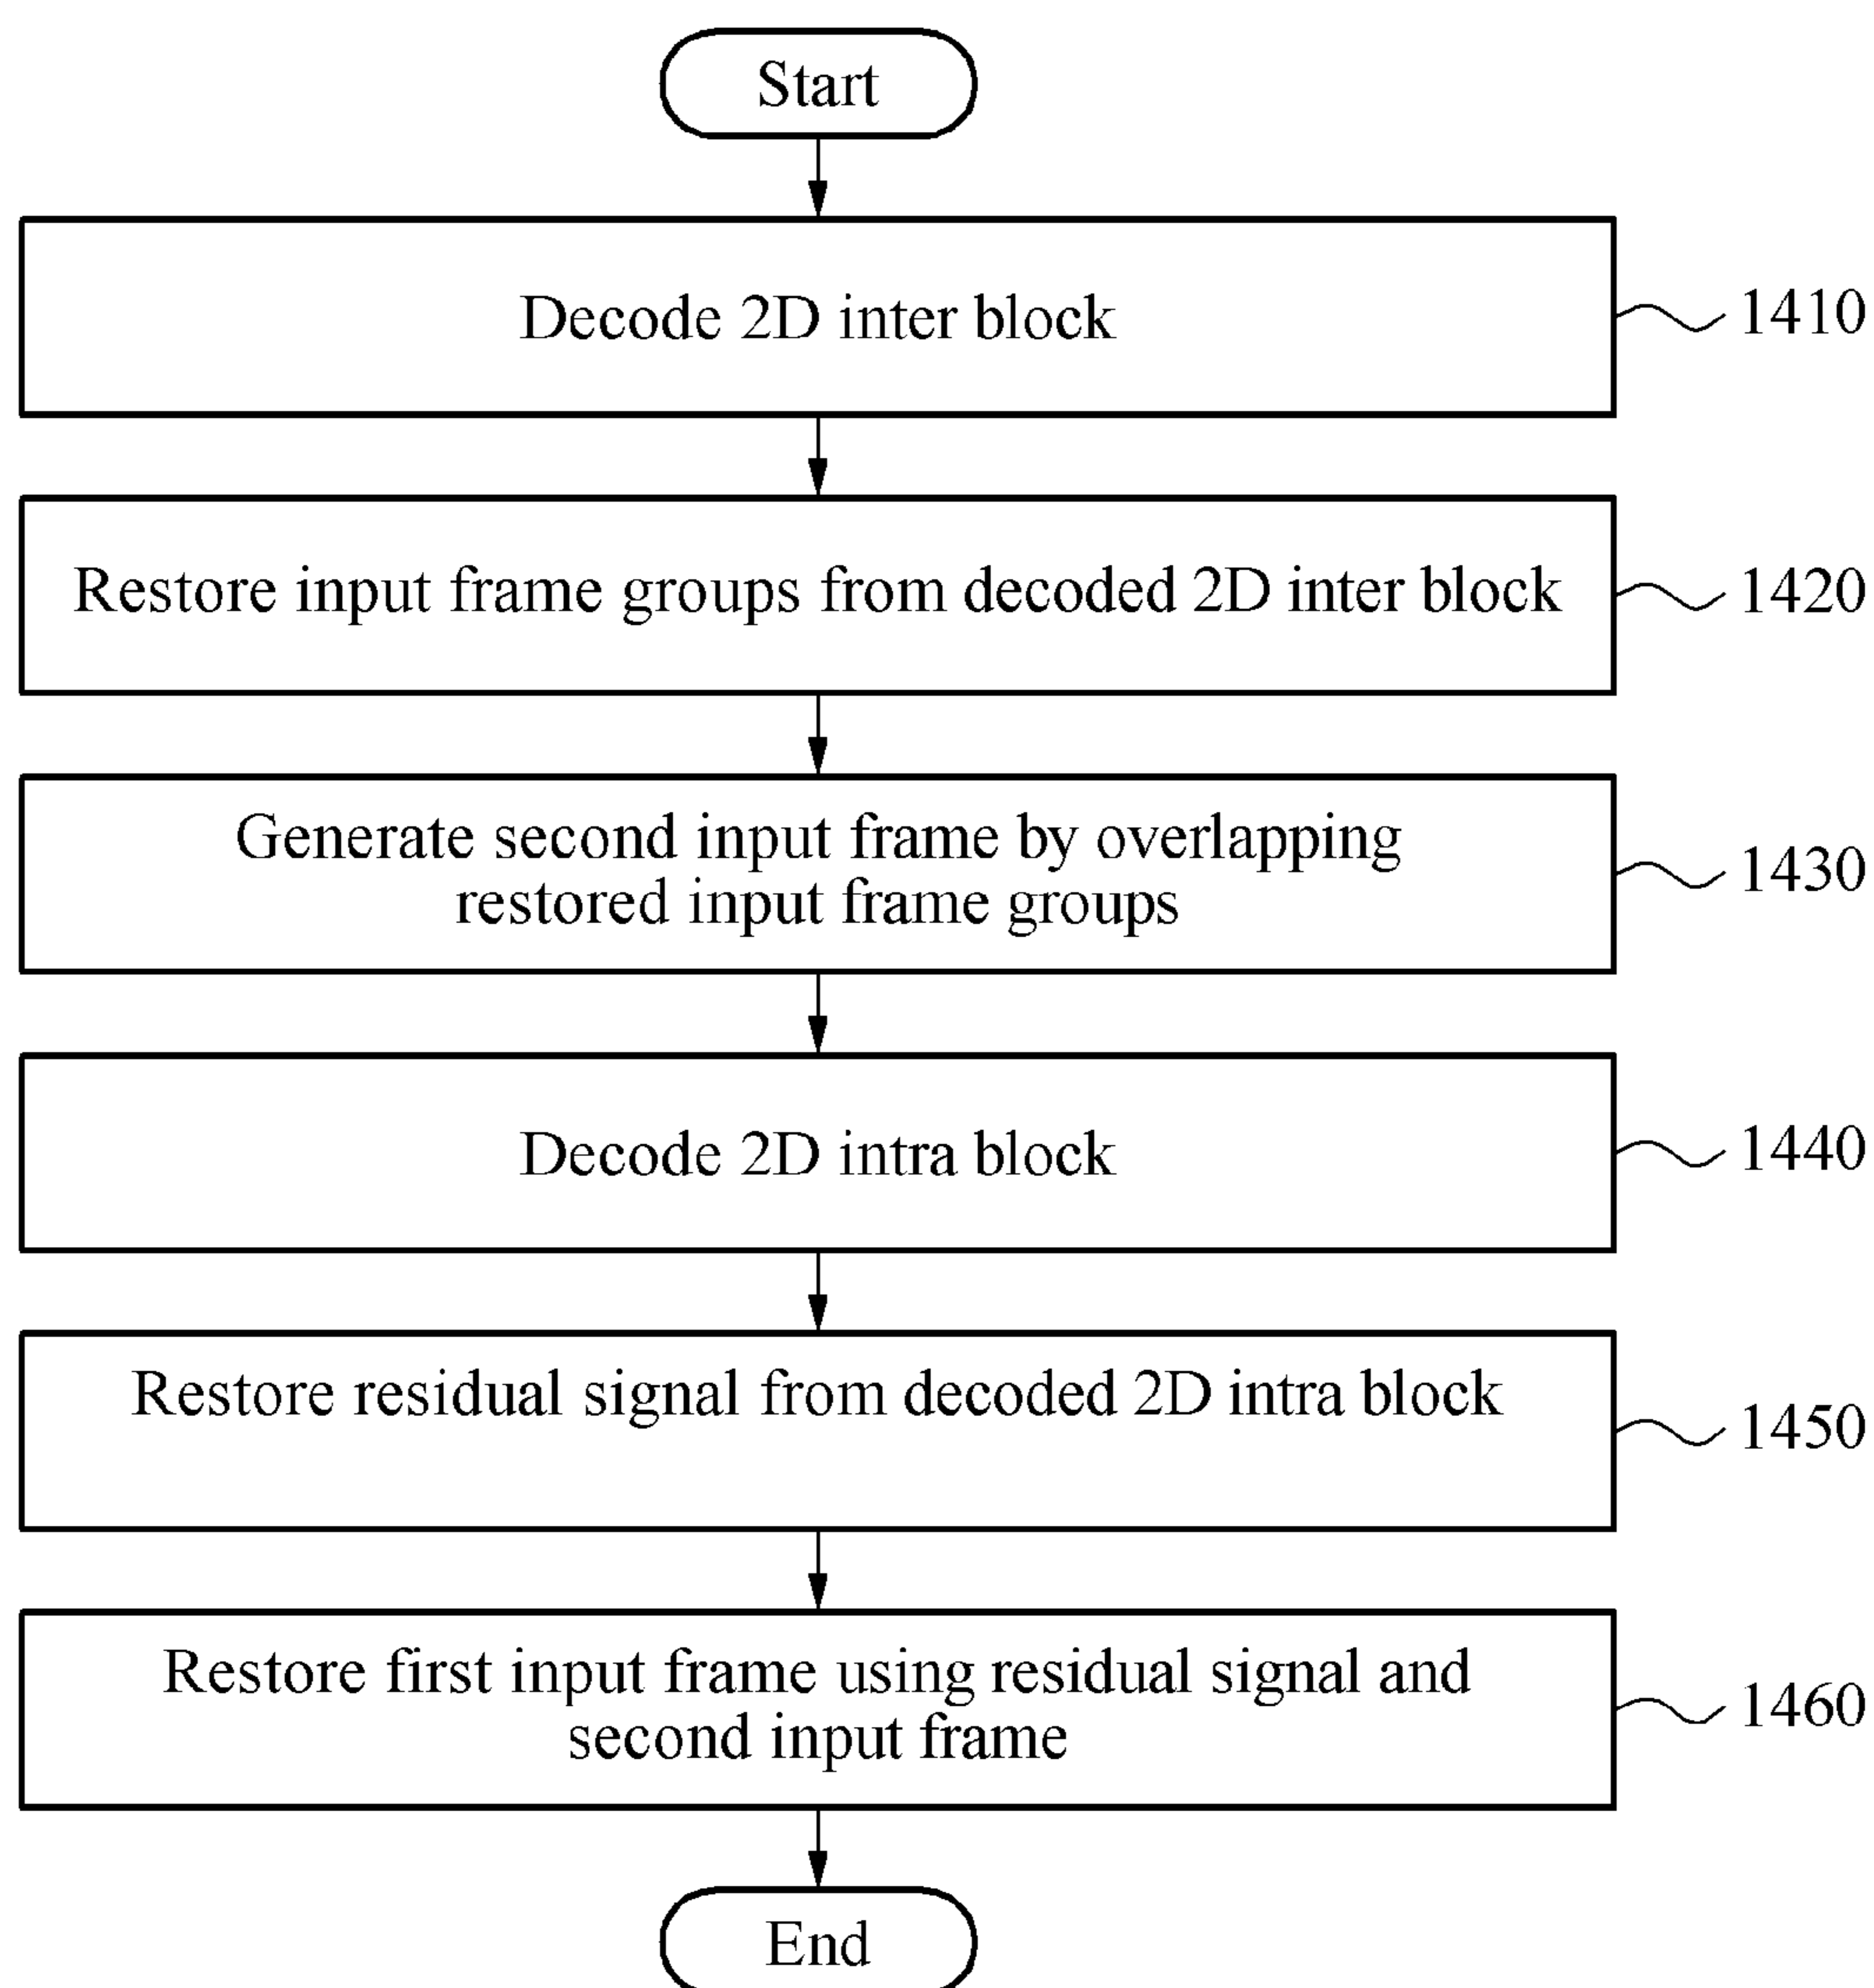 Start
Decode 2D inter block
1410
Restore input frame groups from decoded 2D inter block
1420
Generate second input frame by overlapping
restored input frame groups
1430
Decode 2D intra block
1440
Restore residual signal from decoded 2D intra block
1450
Restore first input frame using residual signal and
second input frame
1460
End